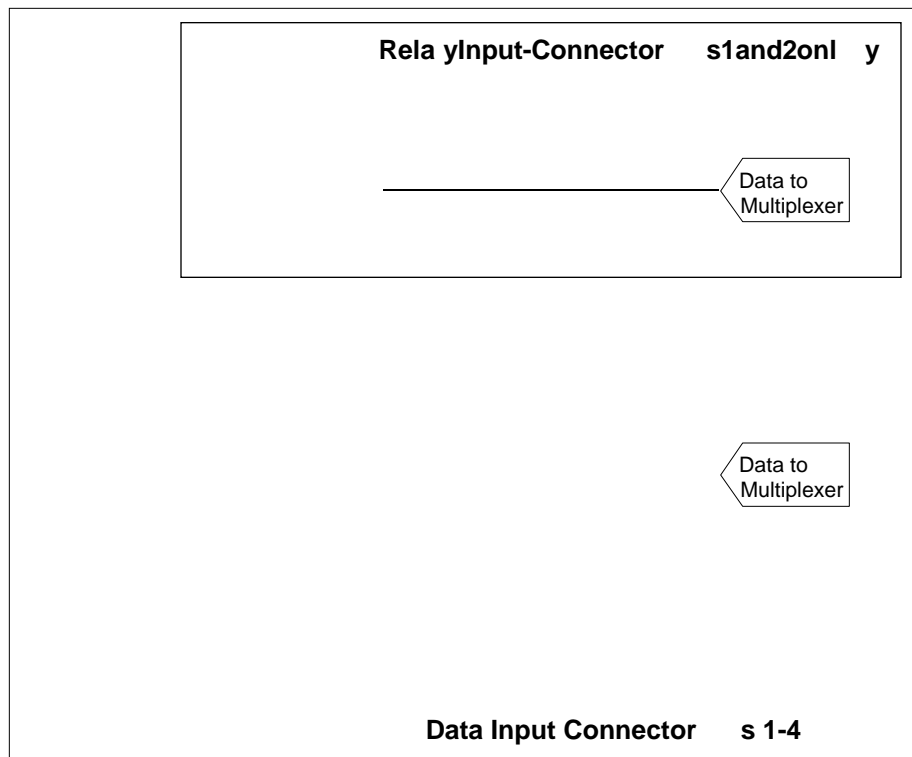 Rela yInput-Connector s1and2onl y
Data to
Multiplexer
Data to
Multiplexer
Data Input Connector s 1-4